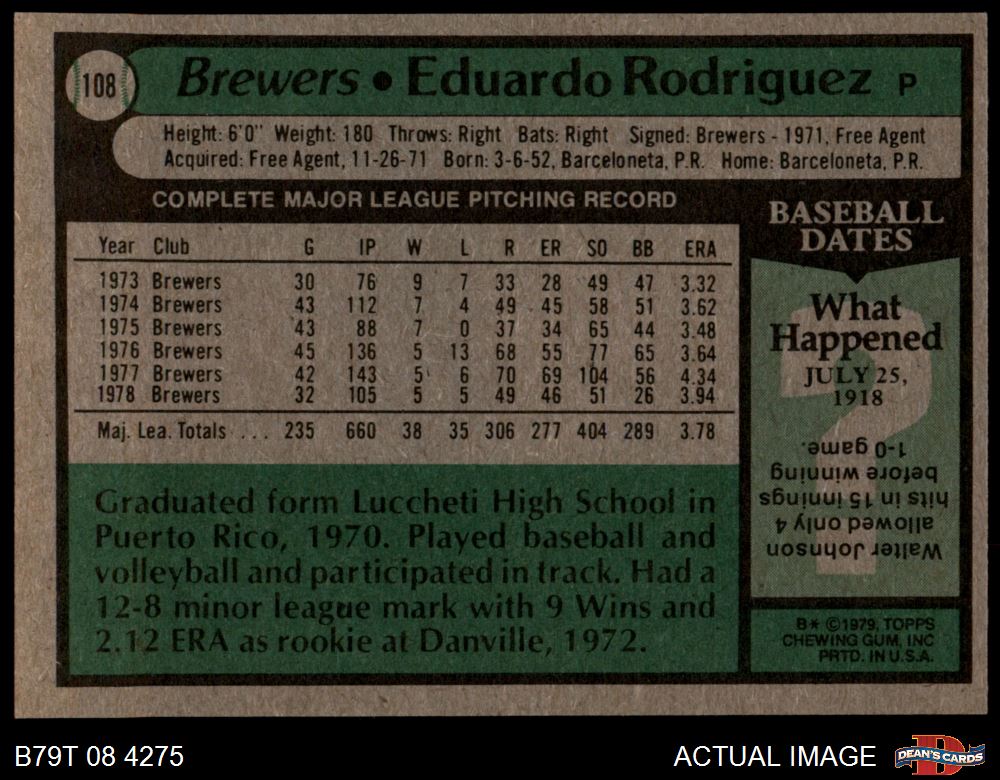 108
Brewers • Eduardo Rodriguez P
Height: 6'0" Weight: 180 Throws: Right Bats: Right Signed: Brewers - 1971, Free Agent
Acquired: Free Agent, 11-26-71 Born: 3-6-52, Barceloneta, P.R. Home: Barceloneta, P.R.
COMPLETE MAJOR LEAGUE PITCHING RECORD
Year Club G IP W L R ER SO BB ERA
1973 Brewers 30 76 9 7 33 28 49 47 3.32
1974 Brewers 43 112 7 4 49 45 58 51 3.62
1975 Brewers 43 88 7 0 37 34 65 44 3.48
1976 Brewers 45 136 5 13 68 55 77 65 3.64
1977 Brewers 42 143 5 6 70 69 104 56 4.34
1978 Brewers 32 105 5 5 49 46 51 26 3.94
Maj. Lea. Totals ... 235 660 38 35 306 277 404 289 3.78
Graduated form Luccheti High School in
Puerto Rico, 1970. Played baseball and
volleyball and participated in track. Had a
12-8 minor league mark with 9 Wins and
2.12 ERA as rookie at Danville, 1972.
BASEBALL
DATES
What
Happened
JULY 25,
1918
Walter Johnson
allowed only 4
hits in 15 innings
before winning
1-0 game.
B* ©1979, TOPPS
CHEWING GUM, INC
PRTD. IN U.S.A.
B79T 08 4275
ACTUAL IMAGE
DEAN'S CARDS